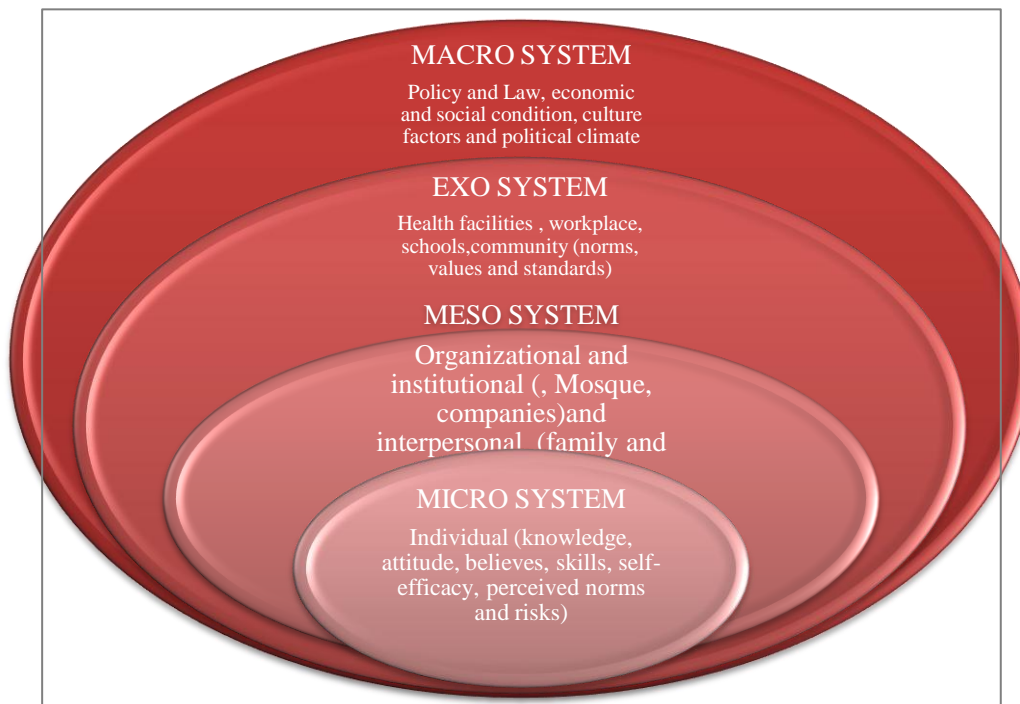 MACRO SYSTEM
Policy and Law, economic
and social condition, culture
factors and political climate
EXO SYSTEM
Health facilities , workplace,
schools,community (norms,
values and standards)
MESO SYSTEM
Organizational and
institutional (, Mosque,
companies)and
interpersonal (family and
MICRO SYSTEM
Individual (knowledge,
attitude, believes, skills, self-
efficacy, perceived norms
and risks)